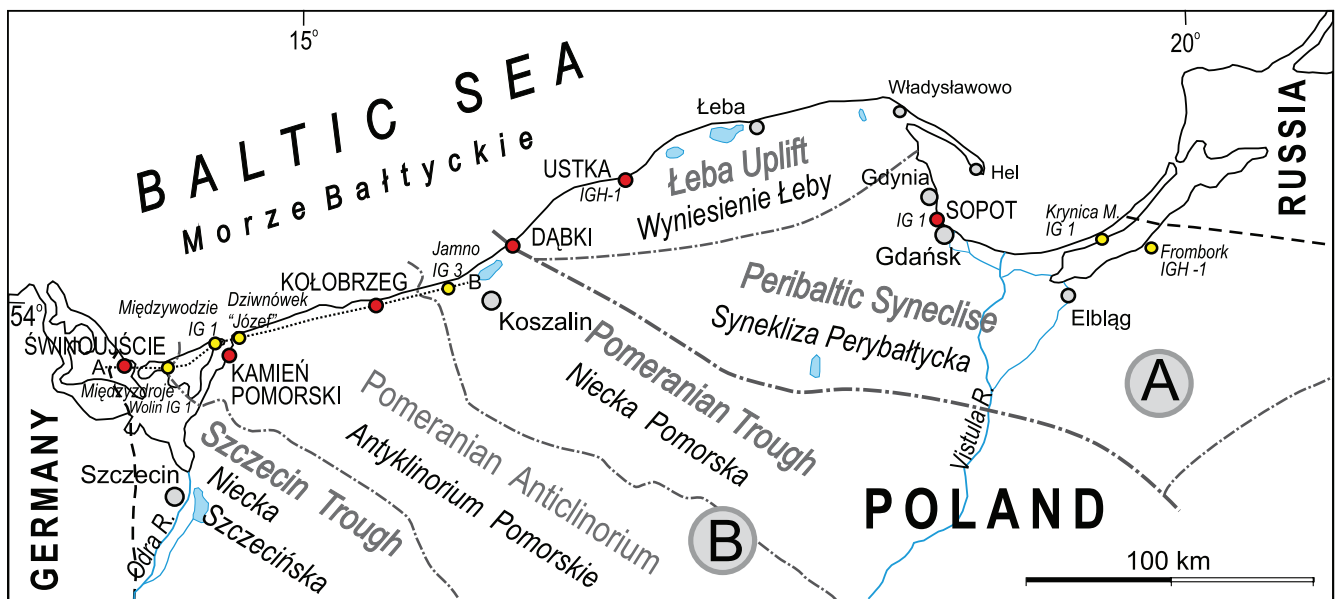 15°
20°
BALTIC SEA
Morze Bałtyckie
RUSSIA
Władysławowo
Łeba
USTKA
IGH-1
Łeba Uplift
Wyniesienie Łeby
Hel
Gdynia
IG 1
SOPOT
Gdańsk
Krynica M.
IG 1
Frombork
IGH -1
Elbląg
DĄBKI
Jamno
IG 3
B
Koszalin
KOŁOBRZEG
Międzywodzie
IG 1
Dziwnówek
“Józef”
54°
ŚWINOUJŚCIE
A
Międzyzdroje
Wolin IG 1
KAMIEŃ
POMORSKI
Peribaltic Syneclise
Synekliza Perybałtycka
A
Pomeranian Trough
Niecka Pomorska
Pomeranian Anticlinorium
Antyklinorium Pomorskie
B
Szczecin Trough
Niecka
Szczecińska
Szczecin
Odra R.
GERMANY
Vistula R.
POLAND
100 km